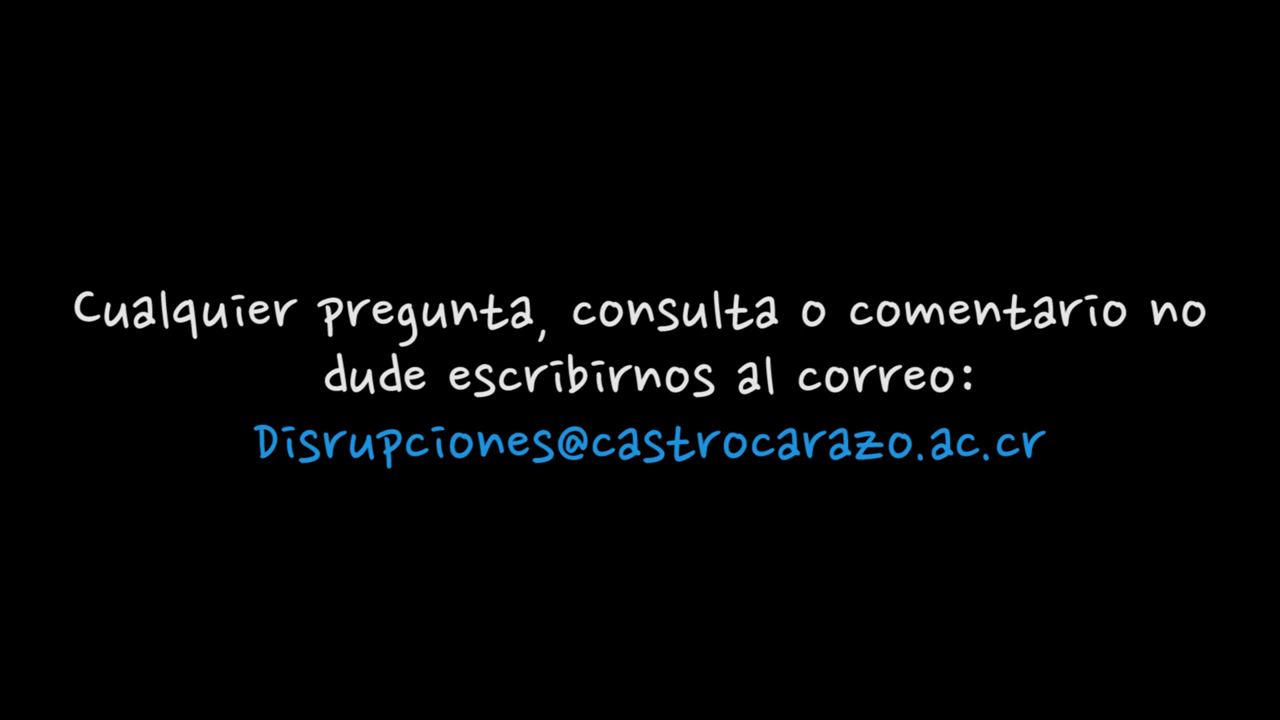 Cualquier pregunta, consulta o comentario no
dude escribirnos al correo:
Disrupciones@castrocarazo.ac.cr